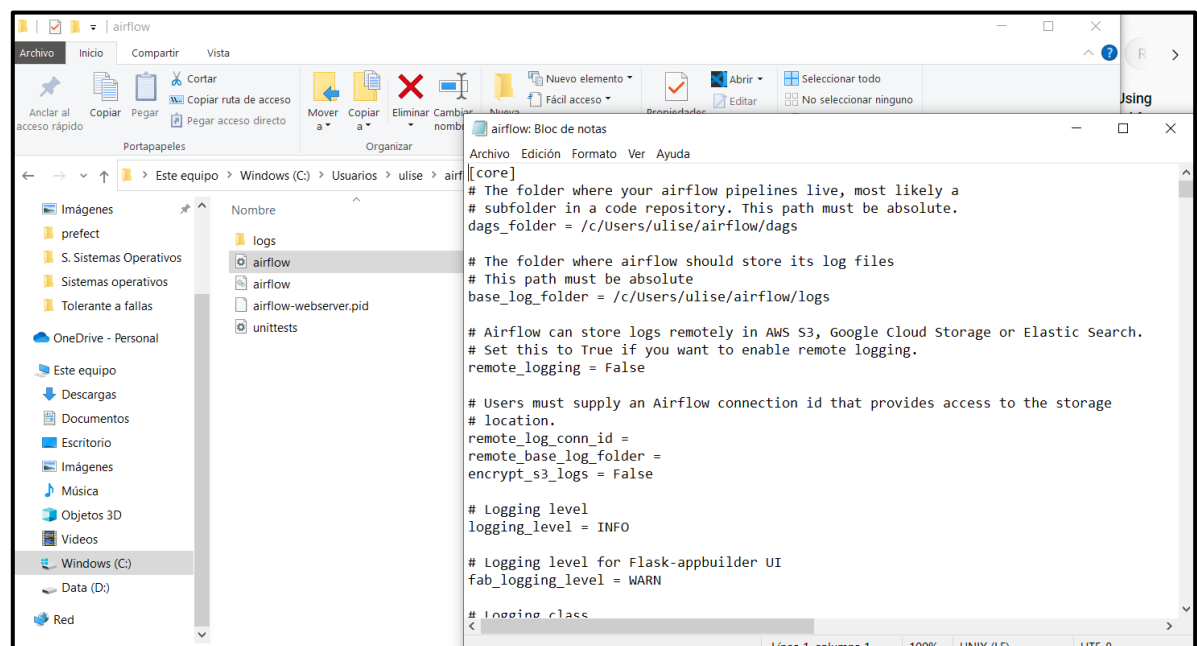 airflow
Archivo Inicio Compartir Vista
Anclar al acceso rápido
Copiar
Pegar
Cortar
Copiar ruta de acceso
Pegar acceso directo
Portapapeles
Mover a
Copiar a
Eliminar
Cambiar
Organizar
Nuevo elemento
Fácil acceso
Abrir
Editar
Seleccionar todo
No seleccionar ninguno
R
Using
Este equipo > Windows (C:) > Usuarios > ulise >
Imágenes
prefect
S. Sistemas Operativos
Sistemas operativos
Tolerante a fallas
OneDrive - Personal
Este equipo
Descargas
Documentos
Escritorio
Imágenes
Música
Objetos 3D
Videos
Windows (C:)
Data (D:)
Red
Nombre
logs
airflow
airflow
airflow-webserver.pid
unittests
airflow: Bloc de notas
Archivo Edición Formato Ver Ayuda
[core]
# The folder where your airflow pipelines live, most likely a
# subfolder in a code repository. This path must be absolute.
dags_folder = /c/Users/ulise/airflow/dags
# The folder where airflow should store its log files
# This path must be absolute
base_log_folder = /c/Users/ulise/airflow/logs
# Airflow can store logs remotely in AWS S3, Google Cloud Storage or Elastic Search.
# Set this to True if you want to enable remote logging.
remote_logging = False
# Users must supply an Airflow connection id that provides access to the storage
# location.
remote_log_conn_id =
remote_base_log_folder =
encrypt_s3_logs = False
# Logging level
logging_level = INFO
# Logging level for Flask-appbuilder UI
fab_logging_level = WARN
# Logging class
100% UNIX (LF) UTF-8